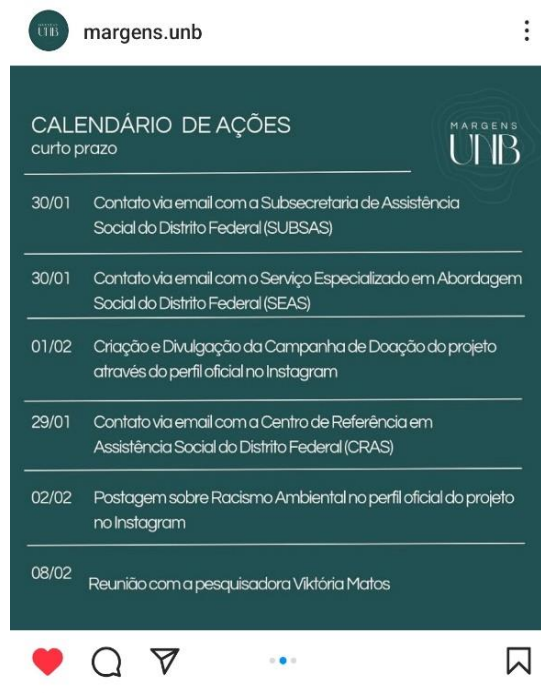 margens.unb
CALENDÁRIO DE AÇÕES
curto prazo
MARGENS
UNB
30/01 Contato via email com a Subsecretaria de Assistência
Social do Distrito Federal (SUBSAS)
30/01 Contato via email com o Serviço Especializado em Abordagem
Social do Distrito Federal (SEAS)
01/02 Criação e Divulgação da Campanha de Doação do projeto
através do perfil oficial no Instagram
29/01 Contato via email com a Centro de Referência em
Assistência Social do Distrito Federal (CRAS)
02/02 Postagem sobre Racismo Ambiental no perfil oficial do projeto
no Instagram
08/02 Reunião com a pesquisadora Viktória Matos